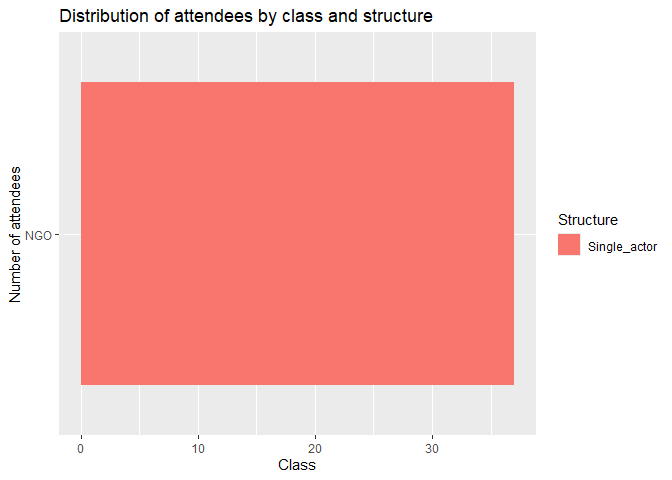 Distribution of attendees by class and structure
Number of attendees
NGO
Structure
Single_actor
0 10 20 30
Class